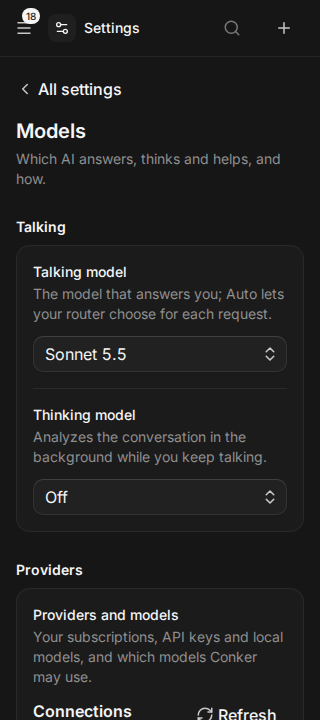 18
Settings
All settings
Models
Which AI answers, thinks and helps, and
how.
Talking
Talking model
The model that answers you; Auto lets
your router choose for each request.
Sonnet 5.5
Thinking model
Analyzes the conversation in the
background while you keep talking.
Off
Providers
Providers and models
Your subscriptions, API keys and local
models, and which models Conker
may use.
Connections
Refresh